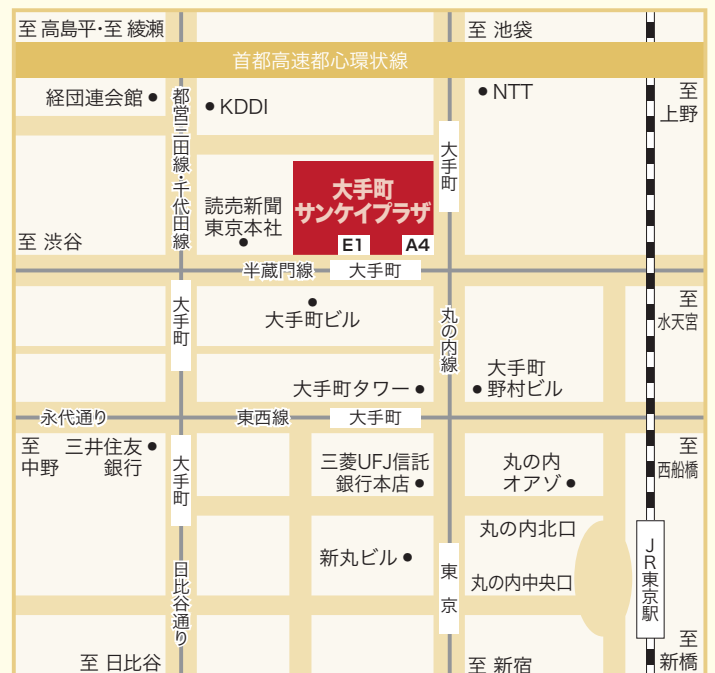 至 高島平・至 綾瀬
至 池袋
首都高速都心環状線
経団連会館
都営三田線・千代田線
KDDI
NTT
至
上野
大手町
大手町
サンケイプラザ
E1
A4
読売新聞
東京本社
至 渋谷
半蔵門線
大手町
大手町
大手町ビル
丸の内線
至
水天宮
大手町タワー
大手町
野村ビル
永代通り
東西線
大手町
至
中野
三井住友
銀行
大手町
三菱UFJ信託
銀行本店
丸の内
オアゾ
至
西船橋
丸の内北口
新丸ビル
東京
丸の内中央口
JR東京駅
日比谷通り
至 日比谷
至 新宿
至
新橋